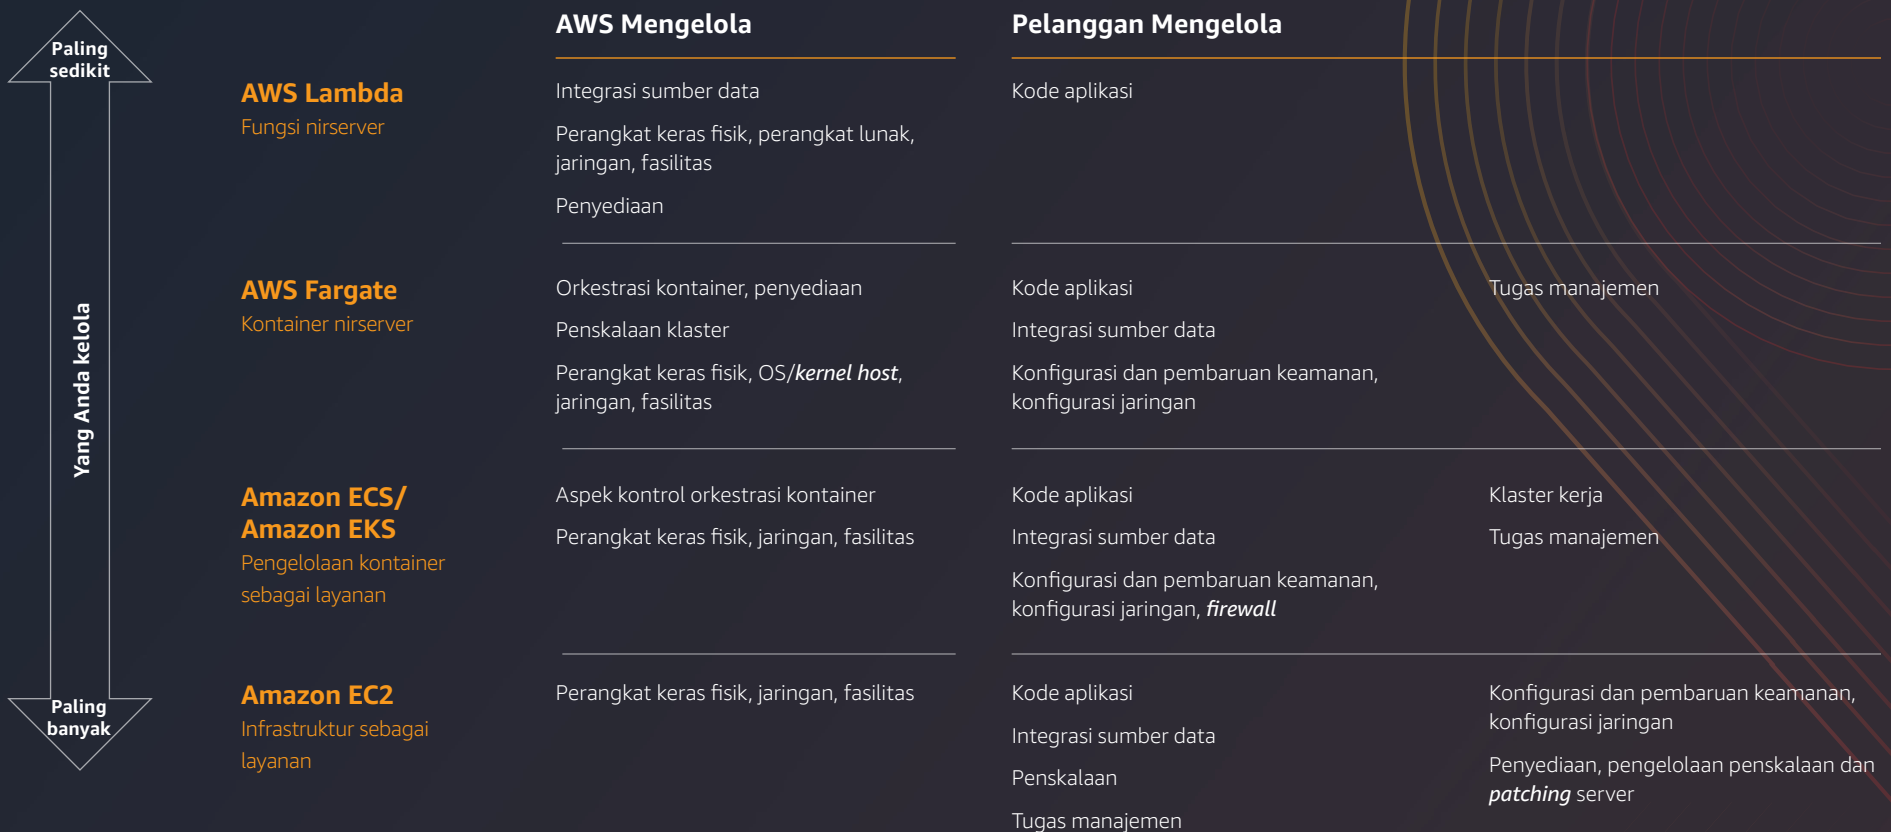 AWS Mengelola
Pelanggan Mengelola
Paling
sedikit
Yang Anda kelola
Paling
banyak
AWS Lambda
Fungsi nirserver
Integrasi sumber data
Perangkat keras fisik, perangkat lunak,
jaringan, fasilitas
Penyediaan
Kode aplikasi
AWS Fargate
Kontainer nirserver
Orkestrasi kontainer, penyediaan
Penskalaan klaster
Perangkat keras fisik, OS/kernel host,
jaringan, fasilitas
Kode aplikasi
Integrasi sumber data
Konfigurasi dan pembaruan keamanan,
konfigurasi jaringan
Tugas manajemen
Amazon ECS/
Amazon EKS
Pengelolaan kontainer
sebagai layanan
Aspek kontrol orkestrasi kontainer
Perangkat keras fisik, jaringan, fasilitas
Kode aplikasi
Integrasi sumber data
Konfigurasi dan pembaruan keamanan,
konfigurasi jaringan, firewall
Klaster kerja
Tugas manajemen
Amazon EC2
Infrastruktur sebagai
layanan
Perangkat keras fisik, jaringan, fasilitas
Kode aplikasi
Integrasi sumber data
Penskalaan
Tugas manajemen
Konfigurasi dan pembaruan keamanan,
konfigurasi jaringan
Penyediaan, pengelolaan penskalaan dan
patching server